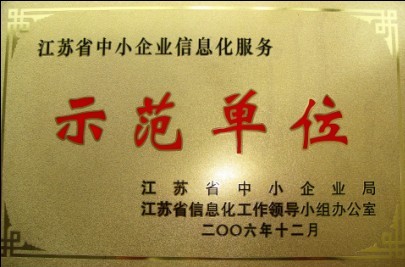 江苏省中小企业信息化服务
示范单位
江苏省中小企业局
江苏省信息化工作领导小组办公室
二〇〇六年十二月